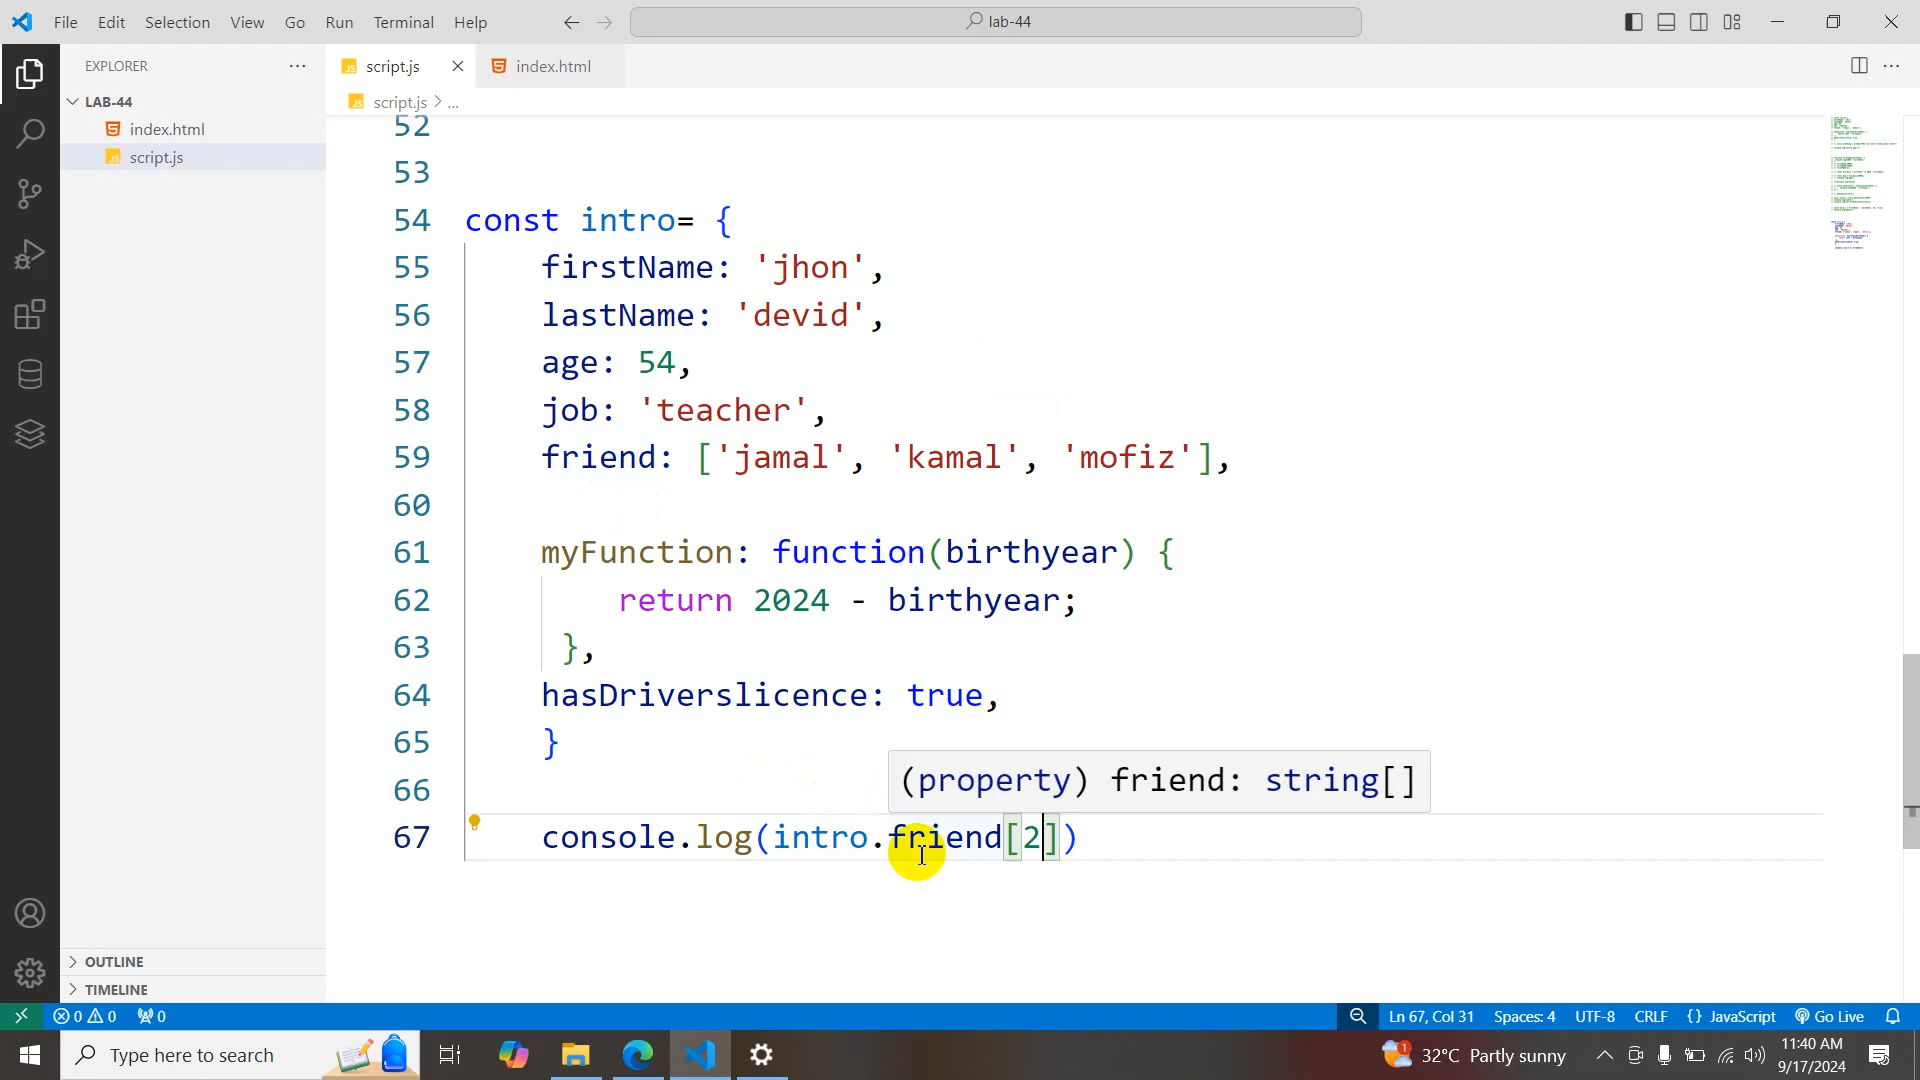 File Edit Selection View Go Run Terminal Help
lab-44
EXPLORER
LAB-44
index.html
script.js
script.js
index.html
script.js > ...
52
53
54 const intro= {
55 firstName: 'jhon',
56 lastName: 'devid',
57 age: 54,
58 job: 'teacher',
59 friend: ['jamal', 'kamal', 'mofiz'],
60
61 myFunction: function(birthyear) {
62 return 2024 - birthyear;
63 },
64 hasDriverslicence: true,
65 }
(property) friend: string[]
66
67 console.log(intro.friend[2])
OUTLINE
TIMELINE
0 0 0
Ln 67, Col 31 Spaces: 4 UTF-8 CRLF {} JavaScript Go Live
Type here to search
1
32°C Partly sunny
11:40 AM
9/17/2024